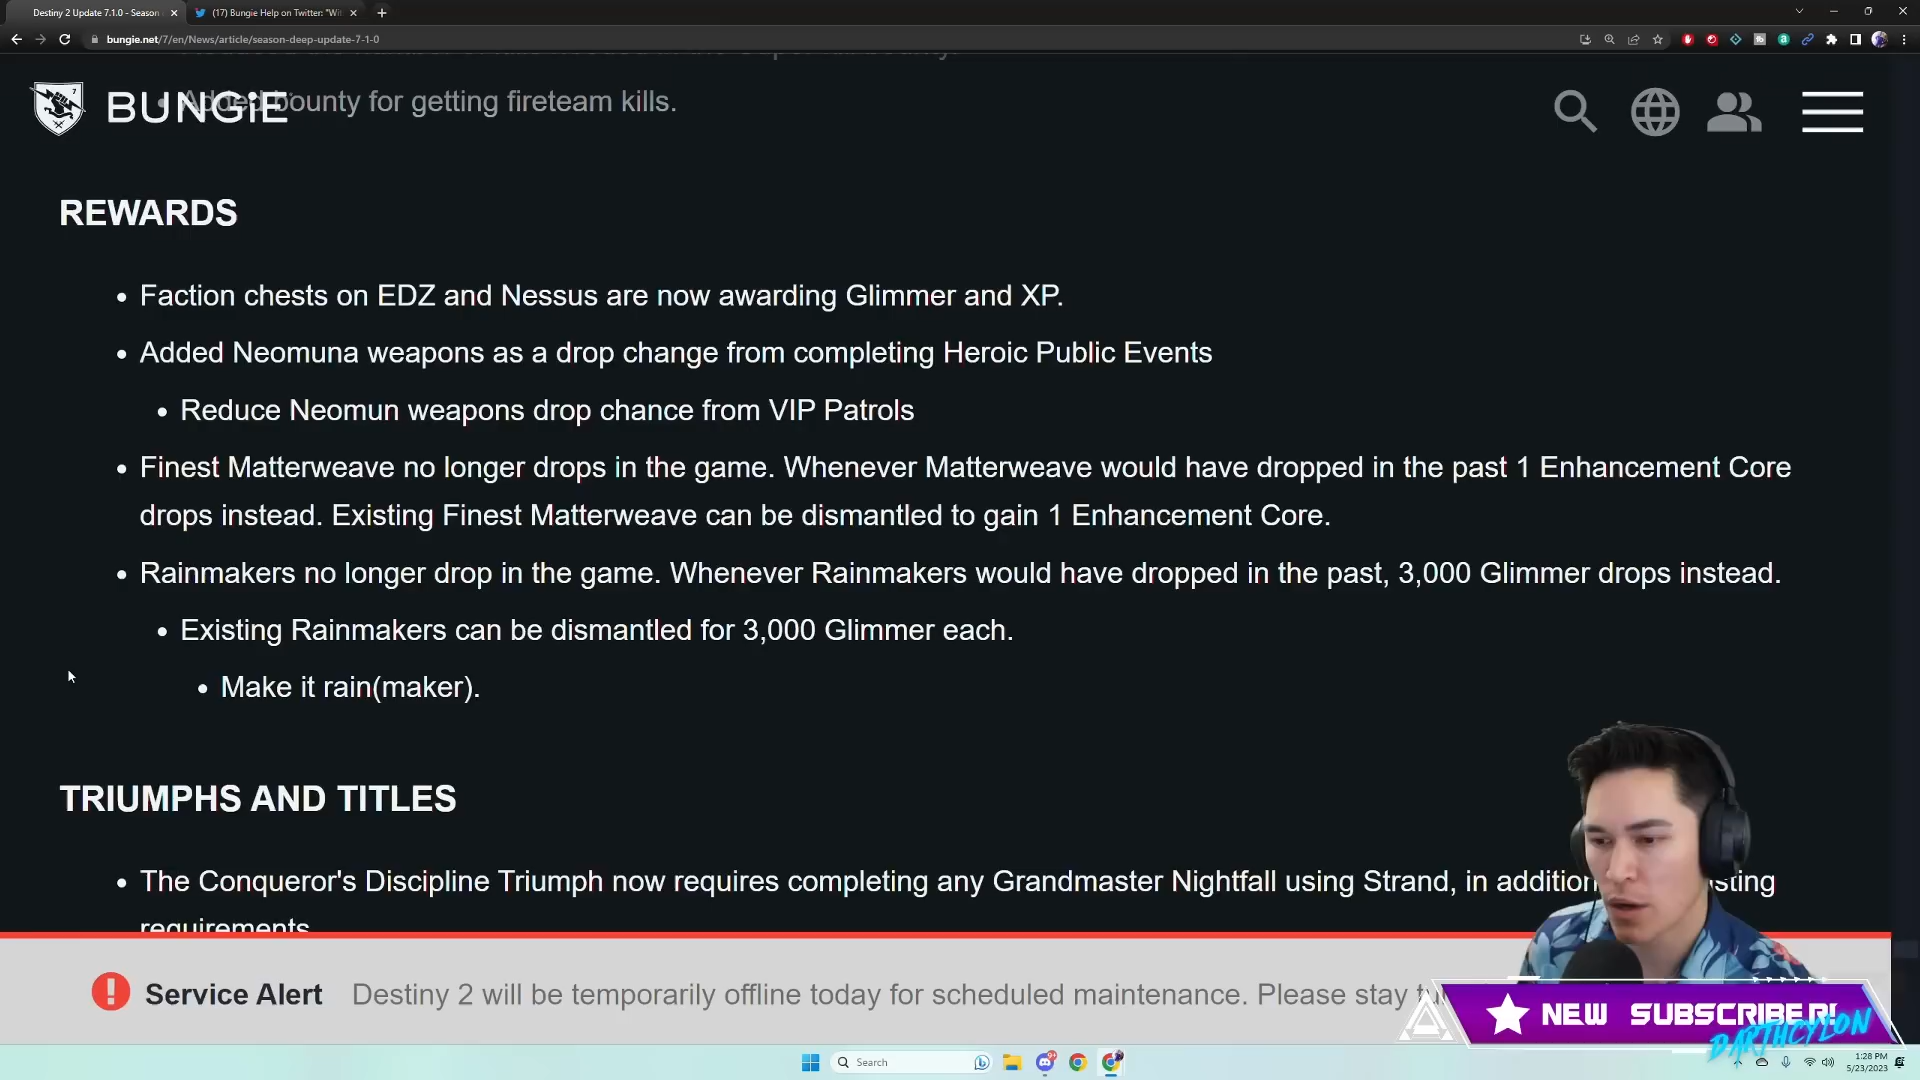 Destiny 2 Update 7.1.0 - Season
(17) Bungie Help on Twitter: "Wit
bungie.net/7/en/News/article/season-deep-update-7-1-0
Added bounty for getting fireteam kills.
7
BUNGiE
REWARDS
• Faction chests on EDZ and Nessus are now awarding Glimmer and XP.
• Added Neomuna weapons as a drop change from completing Heroic Public Events
• Reduce Neomun weapons drop chance from VIP Patrols
• Finest Matterweave no longer drops in the game. Whenever Matterweave would have dropped in the past 1 Enhancement Core
drops instead. Existing Finest Matterweave can be dismantled to gain 1 Enhancement Core.
• Rainmakers no longer drop in the game. Whenever Rainmakers would have dropped in the past, 3,000 Glimmer drops instead.
• Existing Rainmakers can be dismantled for 3,000 Glimmer each.
• Make it rain(maker).
TRIUMPHS AND TITLES
• The Conqueror's Discipline Triumph now requires completing any Grandmaster Nightfall using Strand, in addition sting
requirements
! Service Alert Destiny 2 will be temporarily offline today for scheduled maintenance. Please stay tu
NEW SUBSCRIBER!
DARTHCYLON
Search
1:28 PM
5/23/2023